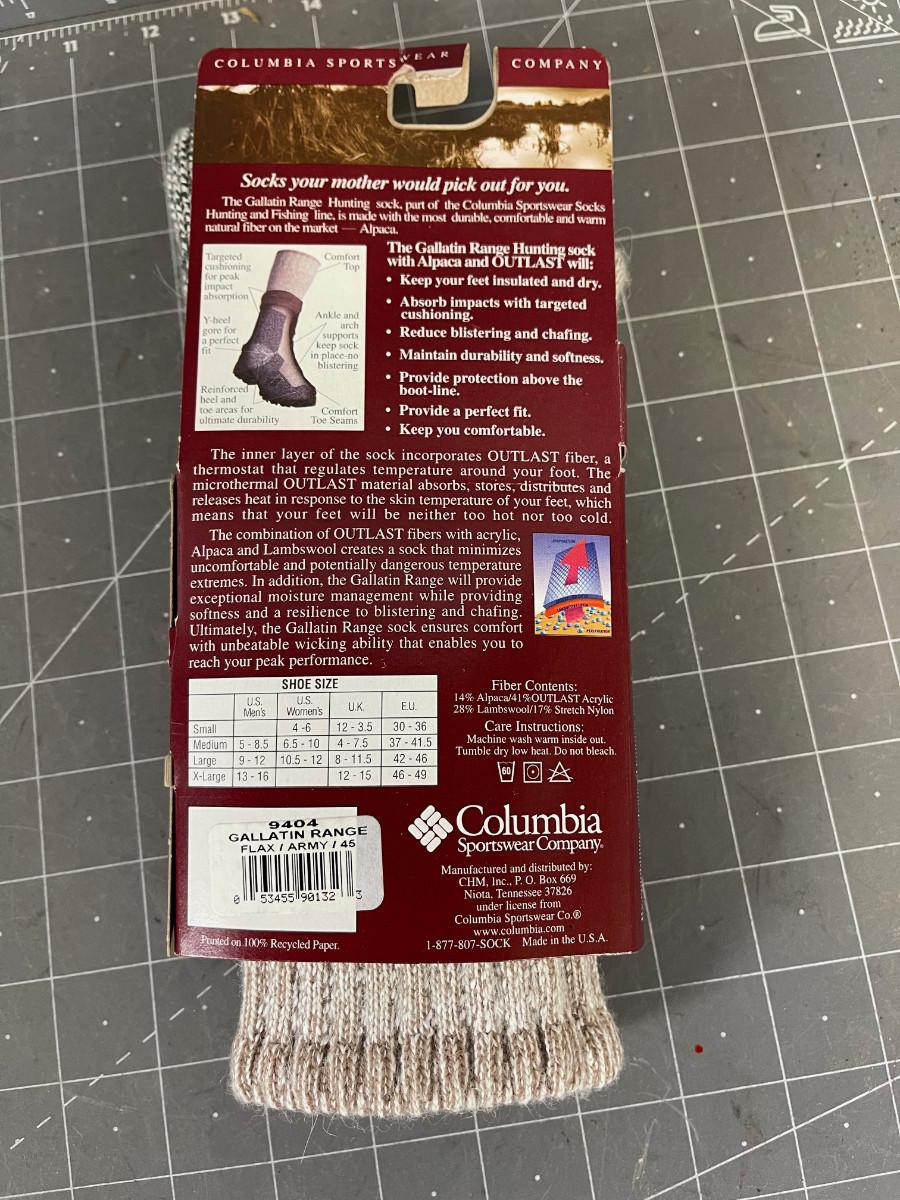 11 12 13 14
COLUMBIA SPORTSWEAR COMPANY
Socks your mother would pick out for you.
The Gallatin Range Hunting sock, part of the Columbia Sportswear Socks
Hunting and Fishing line, is made with the most durable, comfortable and warm
natural fiber on the market — Alpaca.
Targeted
cushioning
for peak
impact
absorption
Comfort
Top
Y-heel
gore for
a perfect
fit
Ankle and
arch
supports
keep sock
in place-no
blistering
Reinforced
heel and
toe areas for
ultimate durability
Comfort
Toe Seams
The Gallatin Range Hunting sock
with Alpaca and OUTLAST will:
• Keep your feet insulated and dry.
• Absorb impacts with targeted
cushioning.
• Reduce blistering and chafing.
• Maintain durability and softness.
• Provide protection above the
boot-line.
• Provide a perfect fit.
• Keep you comfortable.
The inner layer of the sock incorporates OUTLAST fiber, a
thermostat that regulates temperature around your foot. The
microthermal OUTLAST material absorbs, stores, distributes and
releases heat in response to the skin temperature of your feet, which
means that your feet will be neither too hot nor too cold.
The combination of OUTLAST fibers with acrylic,
Alpaca and Lambswool creates a sock that minimizes
uncomfortable and potentially dangerous temperature
extremes. In addition, the Gallatin Range will provide
exceptional moisture management while providing
softness and a resilience to blistering and chafing.
Ultimately, the Gallatin Range sock ensures comfort
with unbeatable wicking ability that enables you to
reach your peak performance.
SHOE SIZE
U.S. Men's U.S. Women's U.K. E.U.
Small 4 -6 12 - 3.5 30 - 36
Medium 5 - 8.5 6.5 - 10 4 - 7.5 37 - 41.5
Large 9 - 12 10.5 - 12 8 - 11.5 42 - 46
X-Large 13 - 16 12 - 15 46 - 49
Fiber Contents:
14% Alpaca/41%OUTLAST Acrylic
28% Lambswool/17% Stretch Nylon
Care Instructions:
Machine wash warm inside out.
Tumble dry low heat. Do not bleach.
60
9404
GALLATIN RANGE
FLAX / ARMY / 45
0 53455 90132 3
Columbia
Sportswear Company®
Manufactured and distributed by:
CHM, Inc., P. O. Box 669
Niota, Tennessee 37826
under license from
Columbia Sportswear Co.®
www.columbia.com
1-877-807-SOCK Made in the U.S.A.
Printed on 100% Recycled Paper.